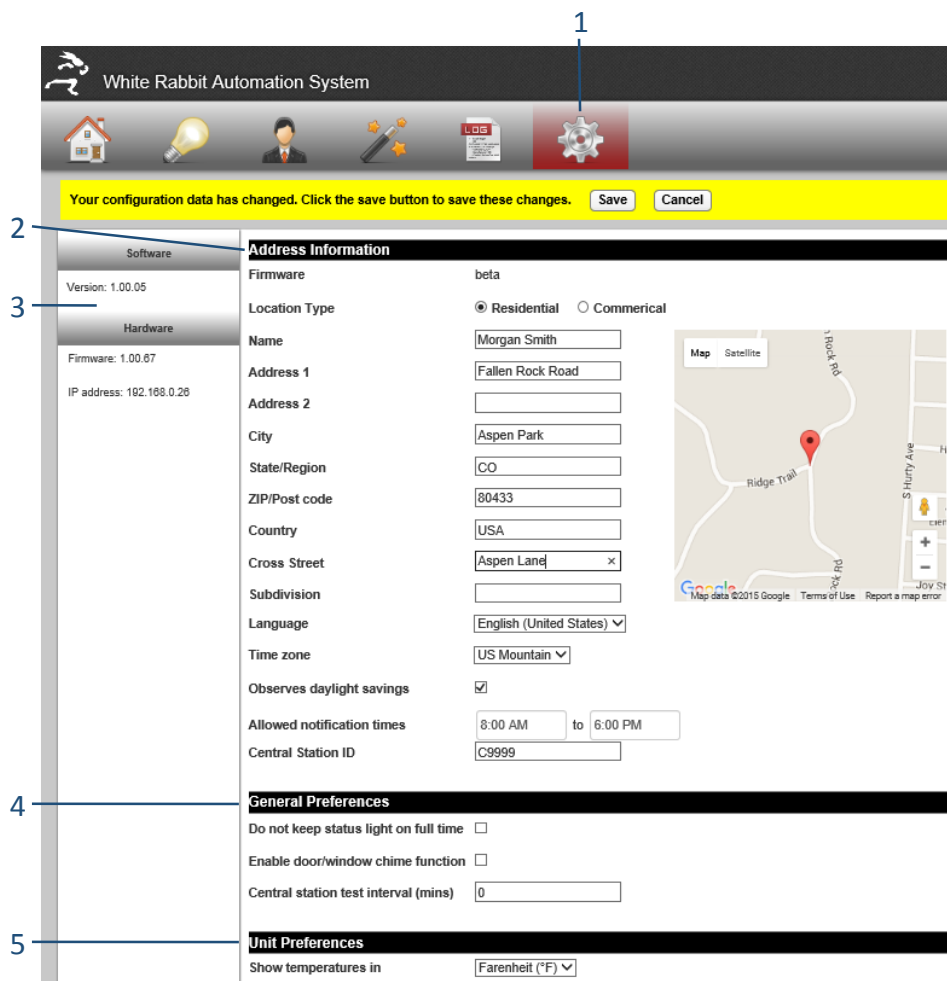 1
White Rabbit Automation System
LOG
Your configuration data has changed. Click the save button to save these changes. Save Cancel
2
Software
Version: 1.00.05
3
Hardware
Firmware: 1.00.67
IP address: 192.168.0.26
Address Information
Firmware beta
Location Type Residential Commerical
Name Morgan Smith
Address 1 Fallen Rock Road
Address 2
City Aspen Park
State/Region CO
ZIP/Post code 80433
Country USA
Cross Street Aspen Lane ×
Subdivision
Language English (United States)
Time zone US Mountain
Observes daylight savings
Allowed notification times 8:00 AM to 6:00 PM
Central Station ID C9999
Map Satellite
Rock Rd
Ridge Trail
S Hurty Ave
H
+
−
Joy St
Google
Map data ©2015 Google Terms of Use Report a map error
4
General Preferences
Do not keep status light on full time
Enable door/window chime function
Central station test interval (mins) 0
5
Unit Preferences
Show temperatures in Farenheit (°F)